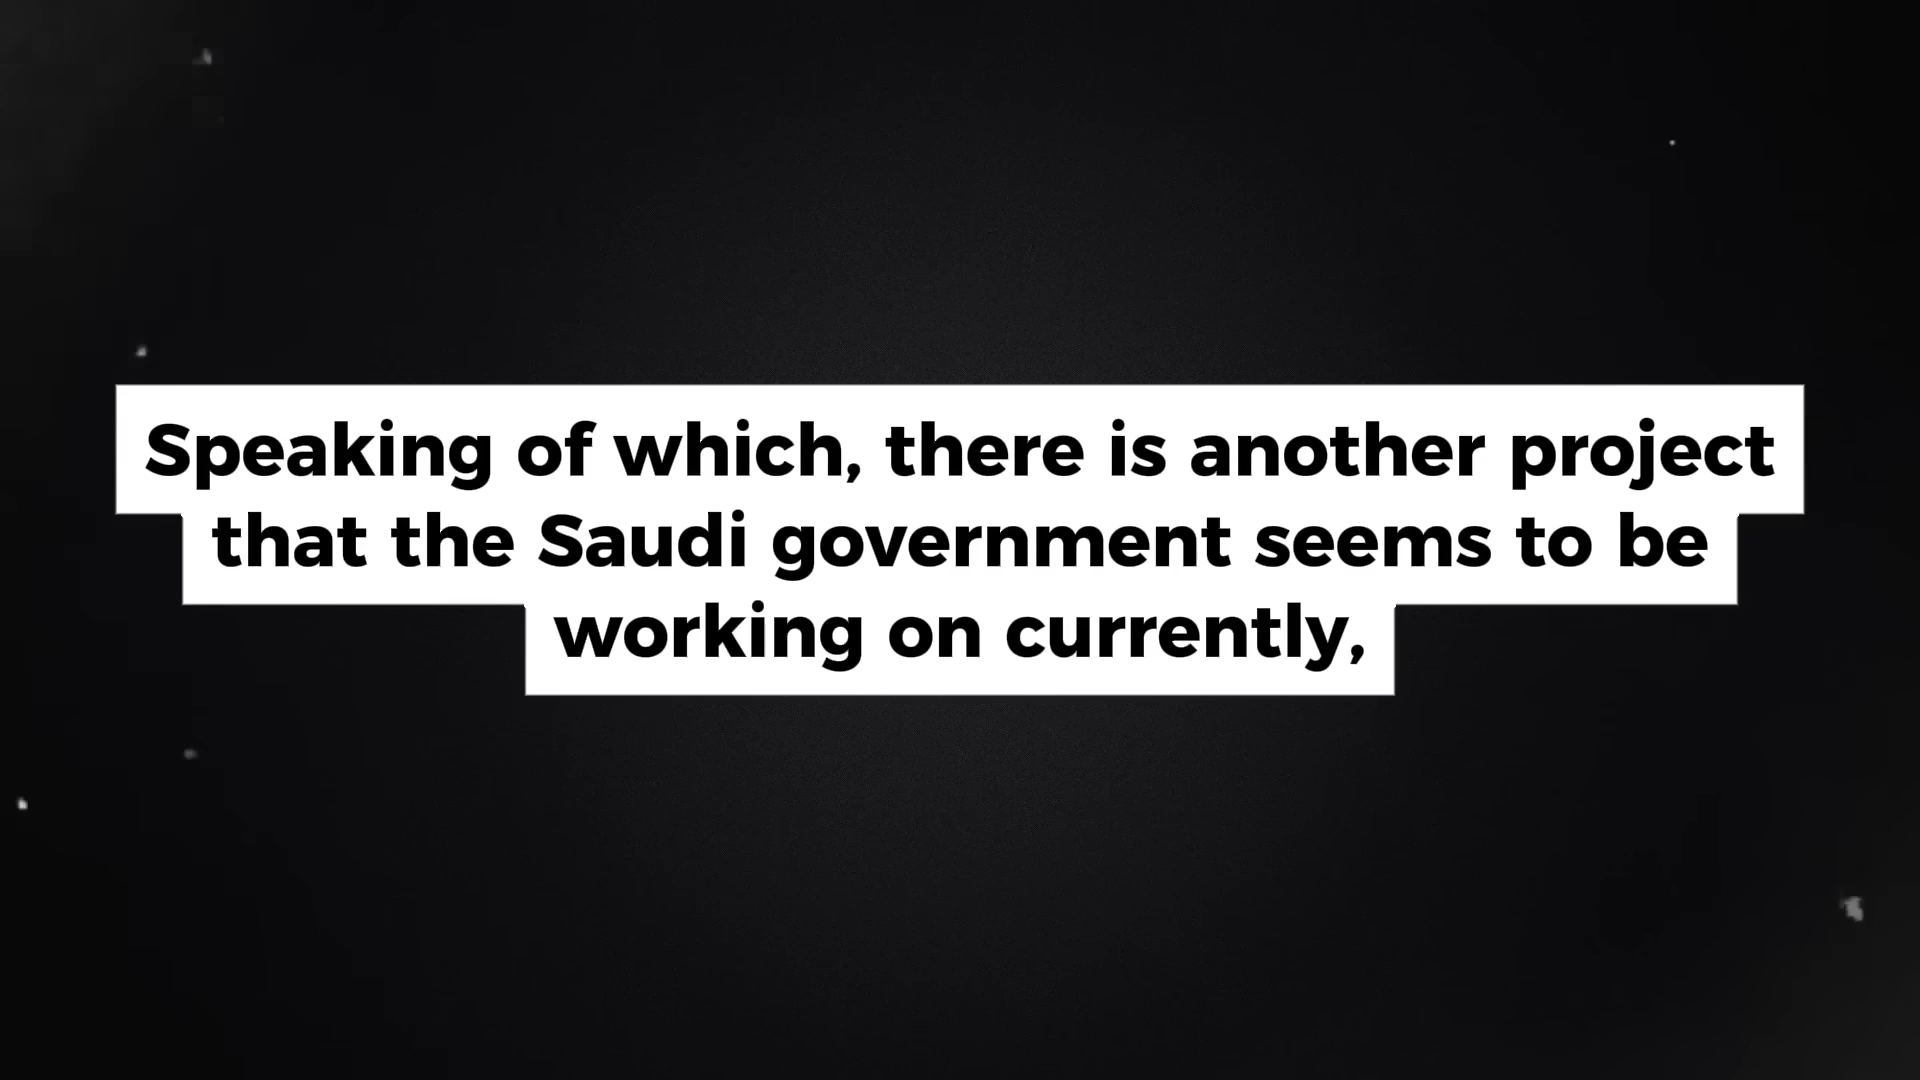 Speaking of which, there is another project
that the Saudi government seems to be
working on currently,